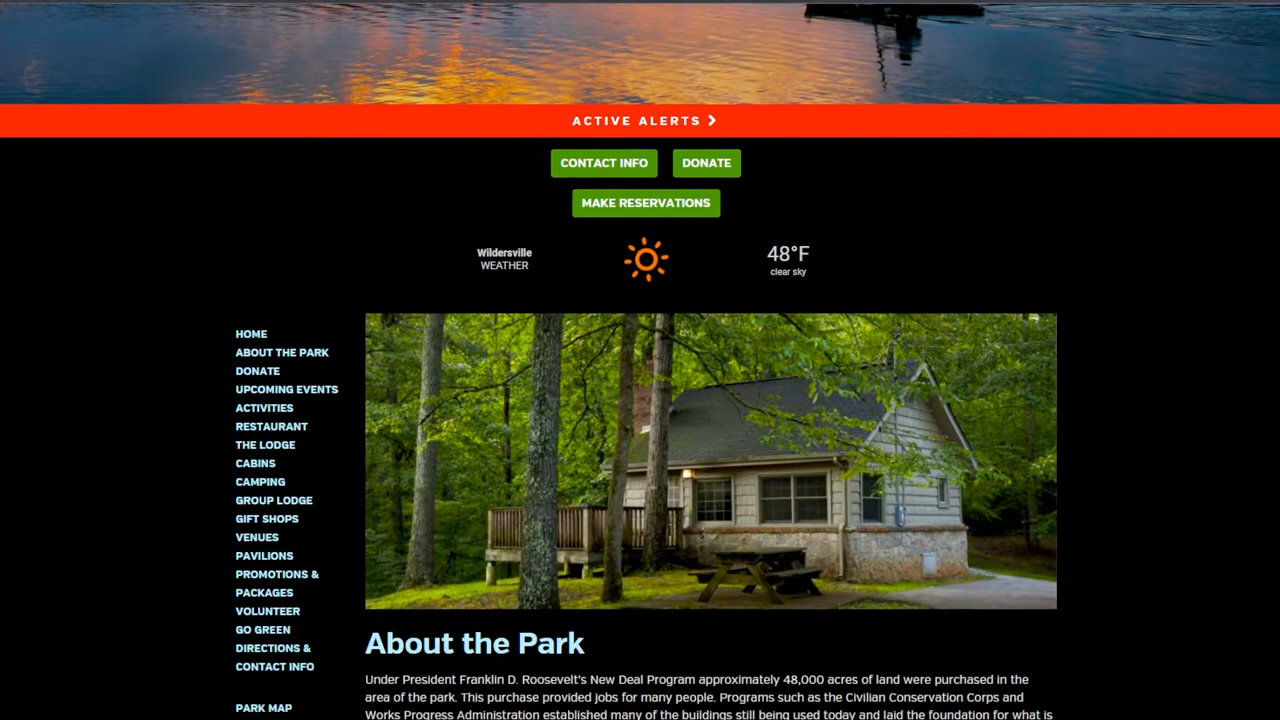 ACTIVE ALERTS
CONTACT INFO
DONATE
MAKE RESERVATIONS
Wildersville
WEATHER
48°F
clear sky
HOME
ABOUT THE PARK
DONATE
UPCOMING EVENTS
ACTIVITIES
RESTAURANT
THE LODGE
CABINS
CAMPING
GROUP LODGE
GIFT SHOPS
VENUES
PAVILIONS
PROMOTIONS &
PACKAGES
VOLUNTEER
GO GREEN
DIRECTIONS &
CONTACT INFO
PARK MAP
About the Park
Under President Franklin D. Roosevelt's New Deal Program approximately 48,000 acres of land were purchased in the
area of the park. This purchase provided jobs for many people. Programs such as the Civilian Conservation Corps and
Works Progress Administration established many of the buildings still being used today and laid the foundation for what is